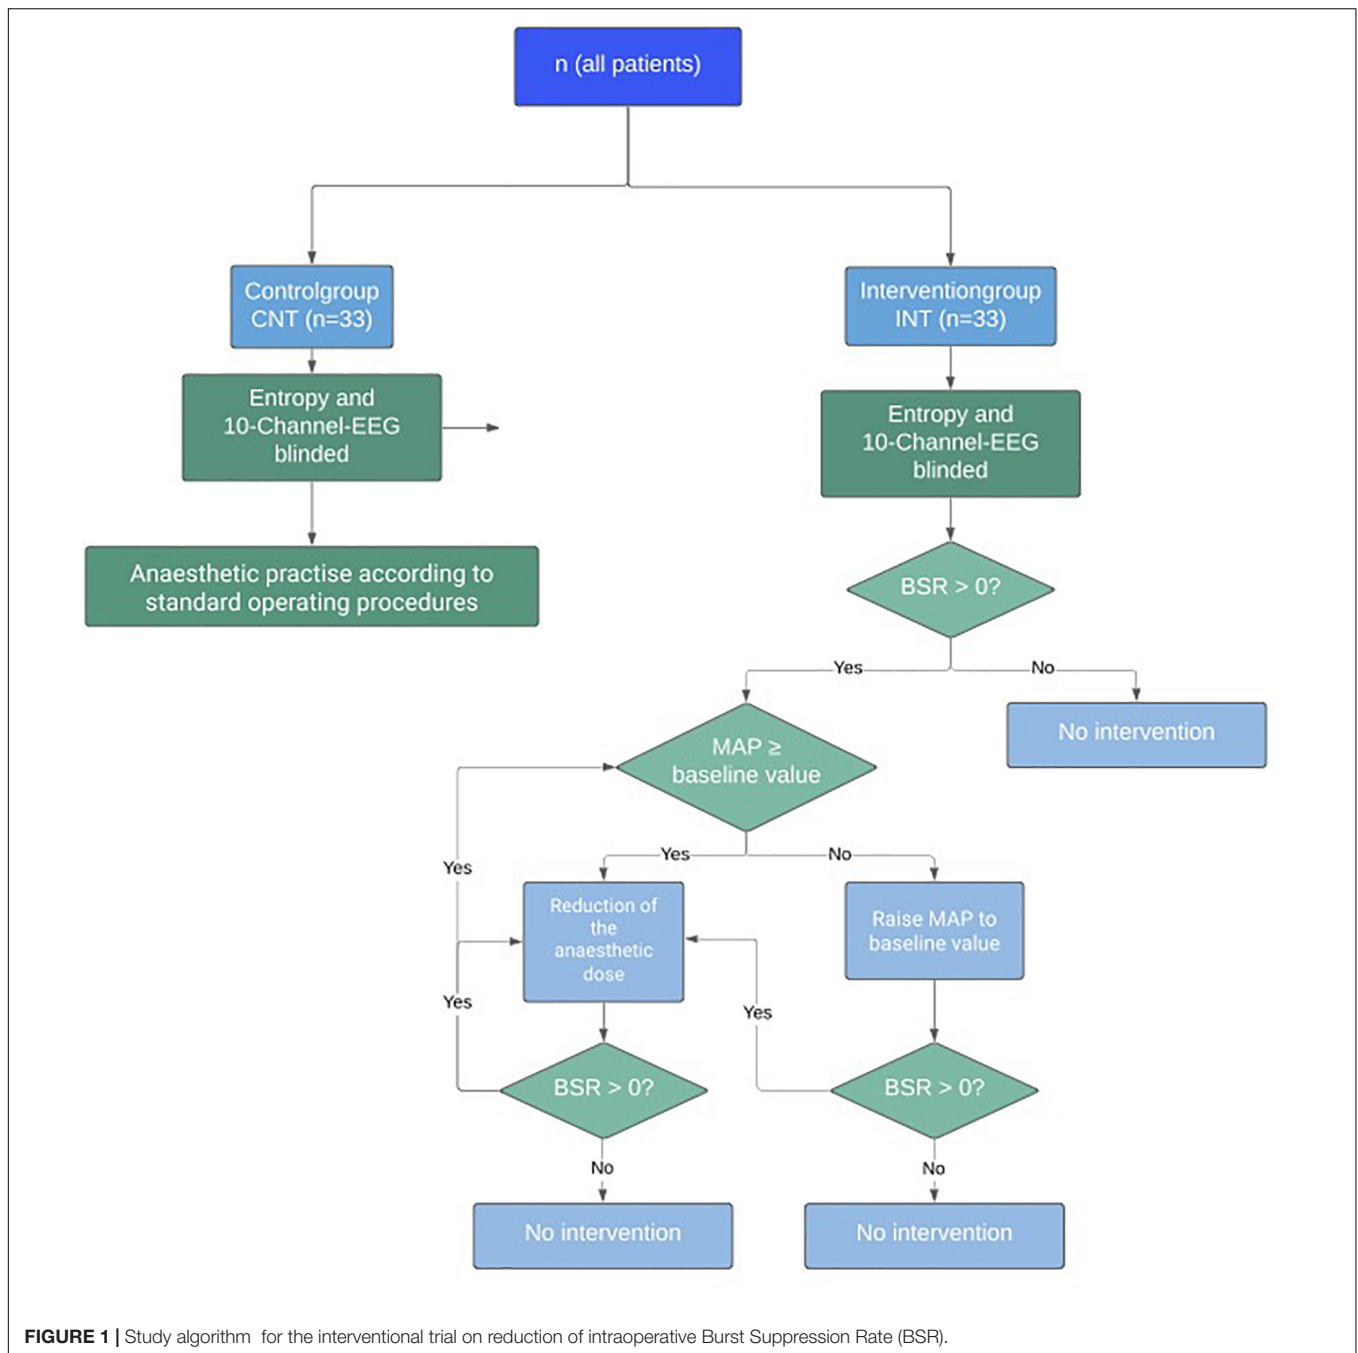 n (all patients)
Controlgroup
CNT (n=33)
Interventiongroup
INT (n=33)
Entropy and
10-Channel-EEG
blinded
Entropy and
10-Channel-EEG
blinded
Anaesthetic practise according to
standard operating procedures
BSR > 0?
Yes
No
No intervention
MAP ≥
baseline value
Yes
No
Yes
Reduction of
the
anaesthetic
dose
Raise MAP to
baseline value
Yes
Yes
BSR > 0?
BSR > 0?
No
No
No intervention
No intervention
FIGURE 1 | Study algorithm for the interventional trial on reduction of intraoperative Burst Suppression Rate (BSR).